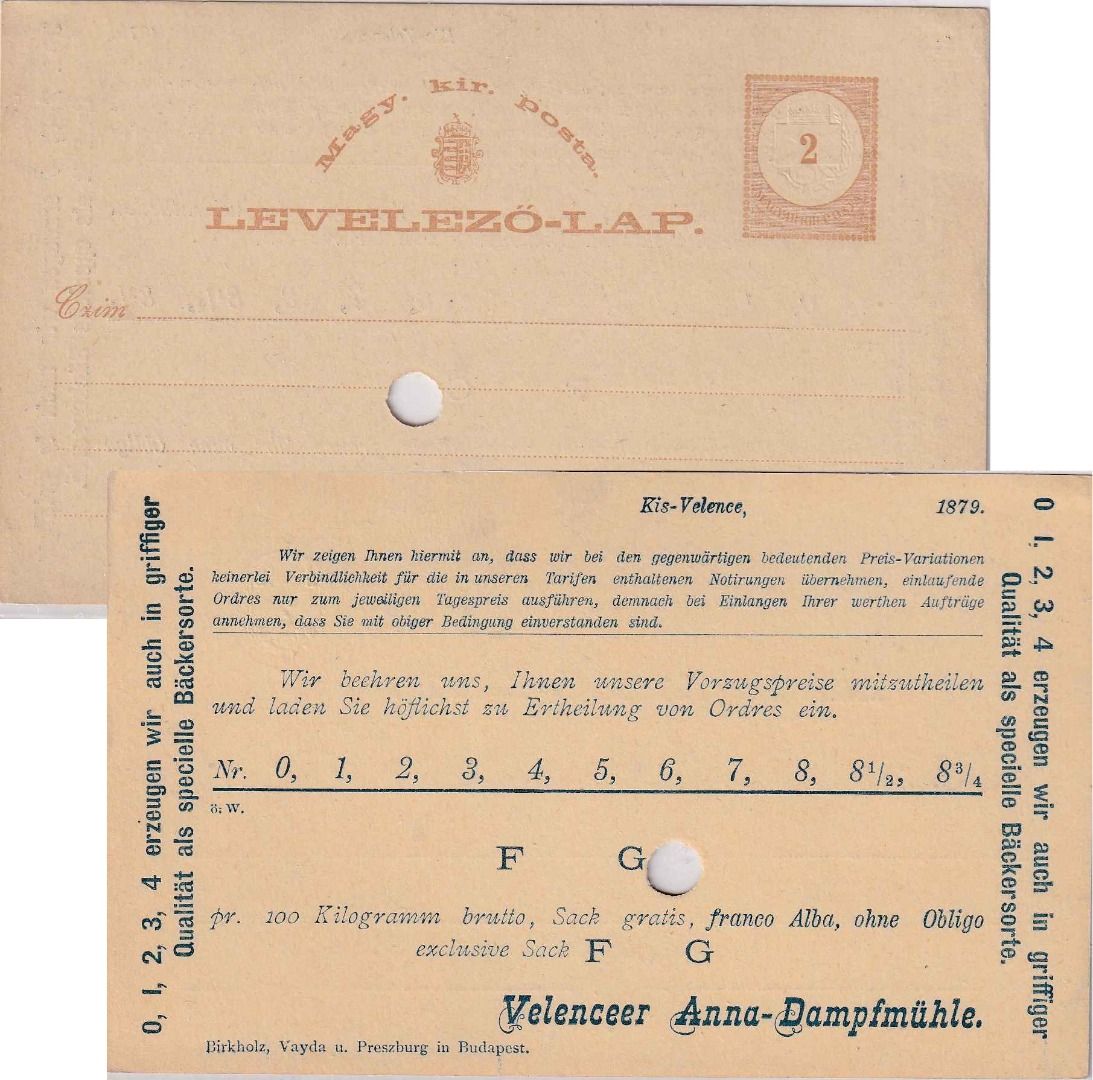 Magy. kir. posta.
LEVELEZŐ-LAP.
2
Czim
Kis-Velence, 1879.
Wir zeigen Ihnen hiermit an, dass wir bei den gegenwärtigen bedeutenden Preis-Variationen
keinerlei Verbindlichkeit für die in unseren Tarifen enthaltenen Notirungen übernehmen, einlaufende
Ordres nur zum jeweiligen Tagespreis ausführen, demnach bei Einlangen Ihrer werthen Aufträge
annehmen, dass Sie mit obiger Bedingung einverstanden sind.
Wir beehren uns, Ihnen unsere Vorzugspreise mitzutheilen
und laden Sie höflichst zu Ertheilung von Ordres ein.
Nr. 0, 1, 2, 3, 4, 5, 6, 7, 8, 8 1/2, 8 3/4
ö. W.
F G
pr. 100 Kilogramm brutto, Sack gratis, franco Alba, ohne Obligo
exclusive Sack F G
Velenceer Anna-Dampfmühle.
Birkholz, Vayda u. Preszburg in Budapest.
0, 1, 2, 3, 4 erzeugen wir auch in griffiger
Qualität als specielle Bäckersorte.
0 1, 2, 3, 4 erzeugen wir auch in griffiger
Qualität als specielle Bäckersorte.